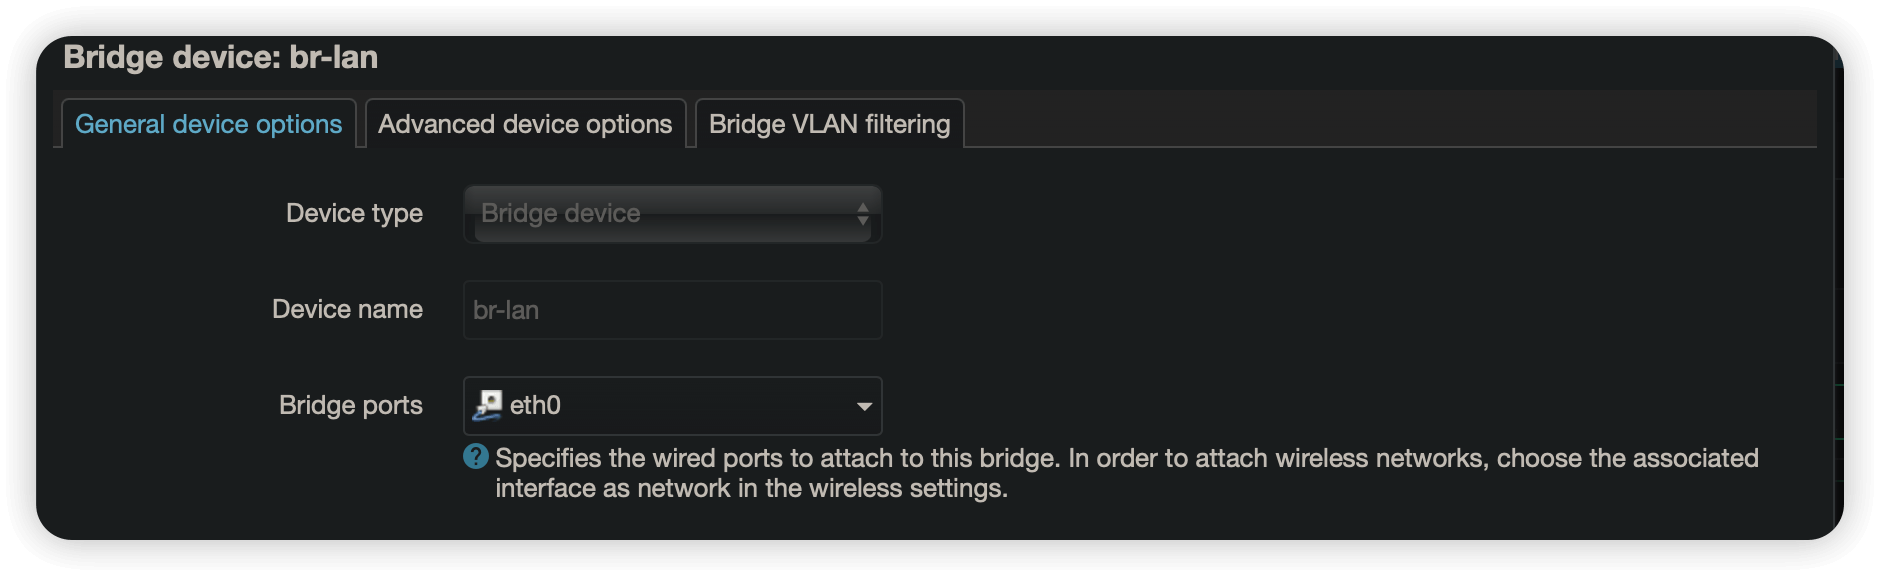 Bridge device: br-lan
General device options
Advanced device options
Bridge VLAN filtering
Device type
Bridge device
Device name
br-lan
Bridge ports
eth0
? Specifies the wired ports to attach to this bridge. In order to attach wireless networks, choose the associated
interface as network in the wireless settings.